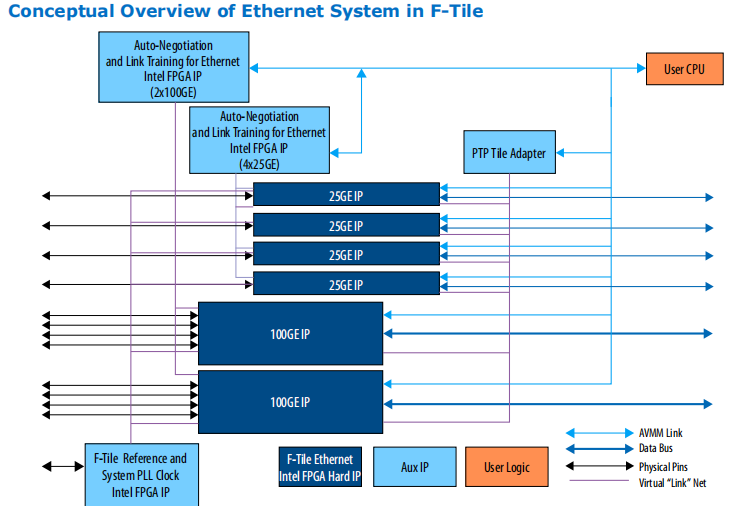 Conceptual Overview of Ethernet System in F-Tile
Auto-Negotiation
and Link Training for Ethernet
Intel FPGA IP
(2x100GE)
User CPU
Auto-Negotiation
and Link Training for Ethernet
Intel FPGA IP
(4x25GE)
PTP Tile Adapter
25GE IP
25GE IP
25GE IP
25GE IP
100GE IP
100GE IP
F-Tile Reference and
System PLL Clock
Intel FPGA IP
F-Tile Ethernet
Intel FPGA Hard IP
Aux IP
User Logic
AVMM Link
Data Bus
Physical Pins
Virtual “Link” Net